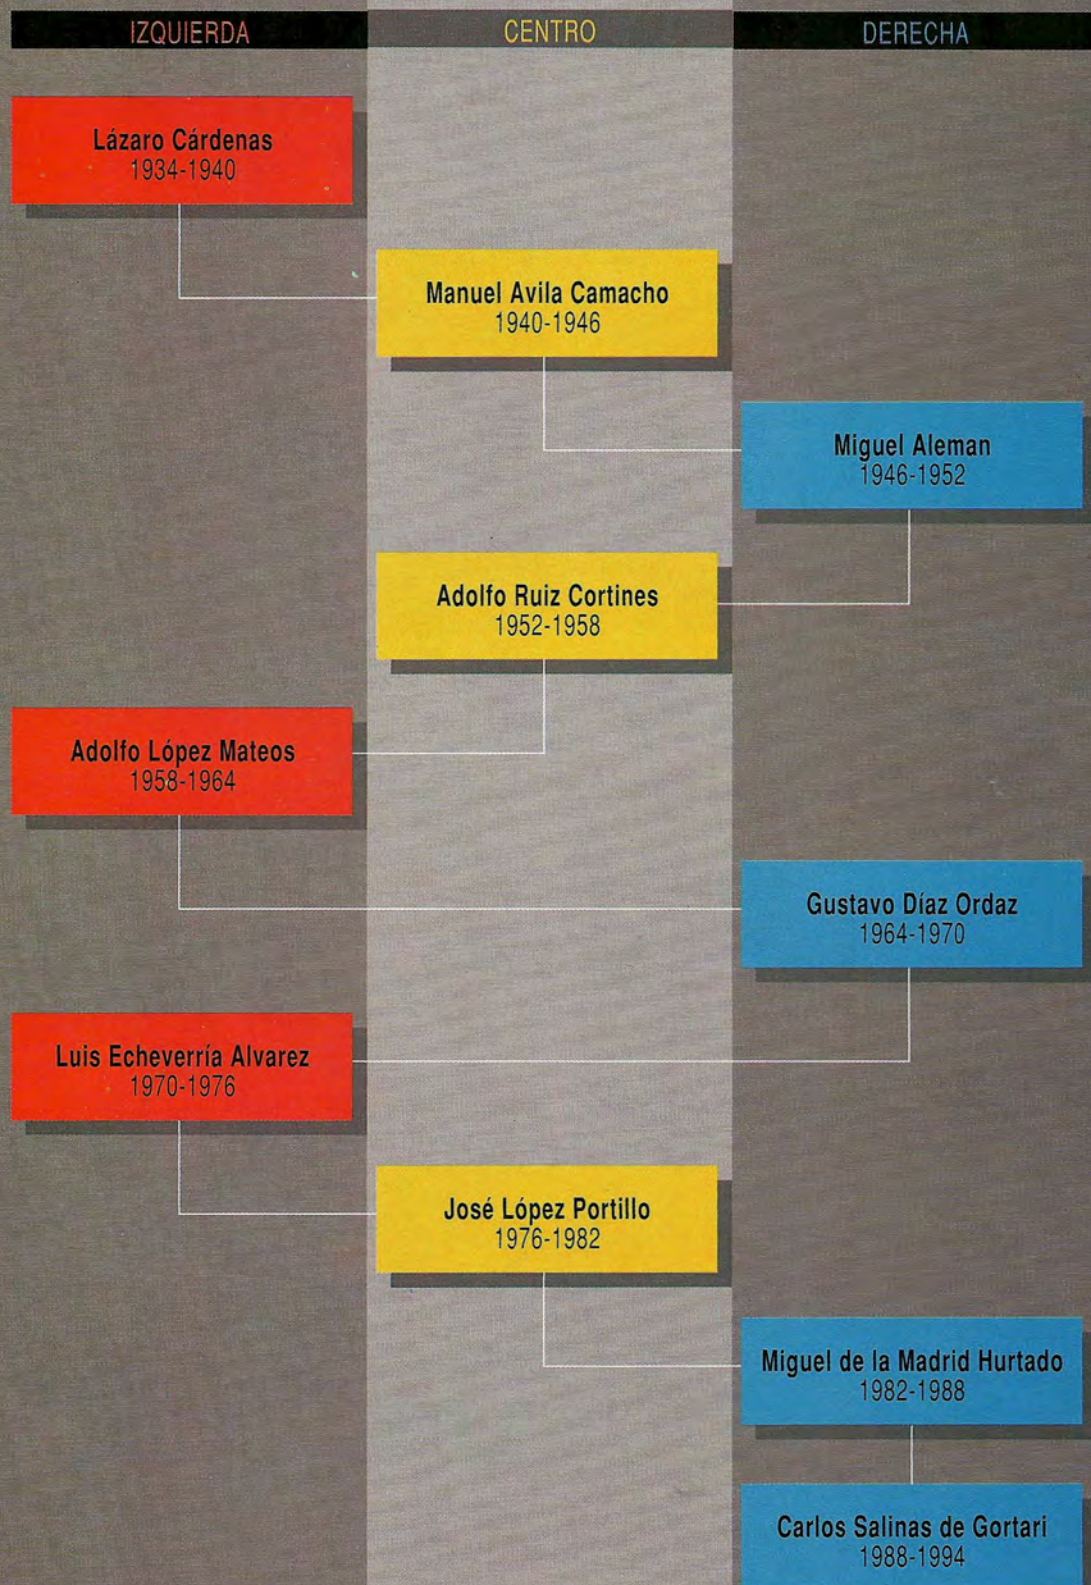 IZQUIERDA
CENTRO
DERECHA
Lázaro Cárdenas
1934-1940
Manuel Avila Camacho
1940-1946
Miguel Aleman
1946-1952
Adolfo Ruiz Cortines
1952-1958
Adolfo López Mateos
1958-1964
Gustavo Díaz Ordaz
1964-1970
Luis Echeverría Alvarez
1970-1976
José López Portillo
1976-1982
Miguel de la Madrid Hurtado
1982-1988
Carlos Salinas de Gortari
1988-1994